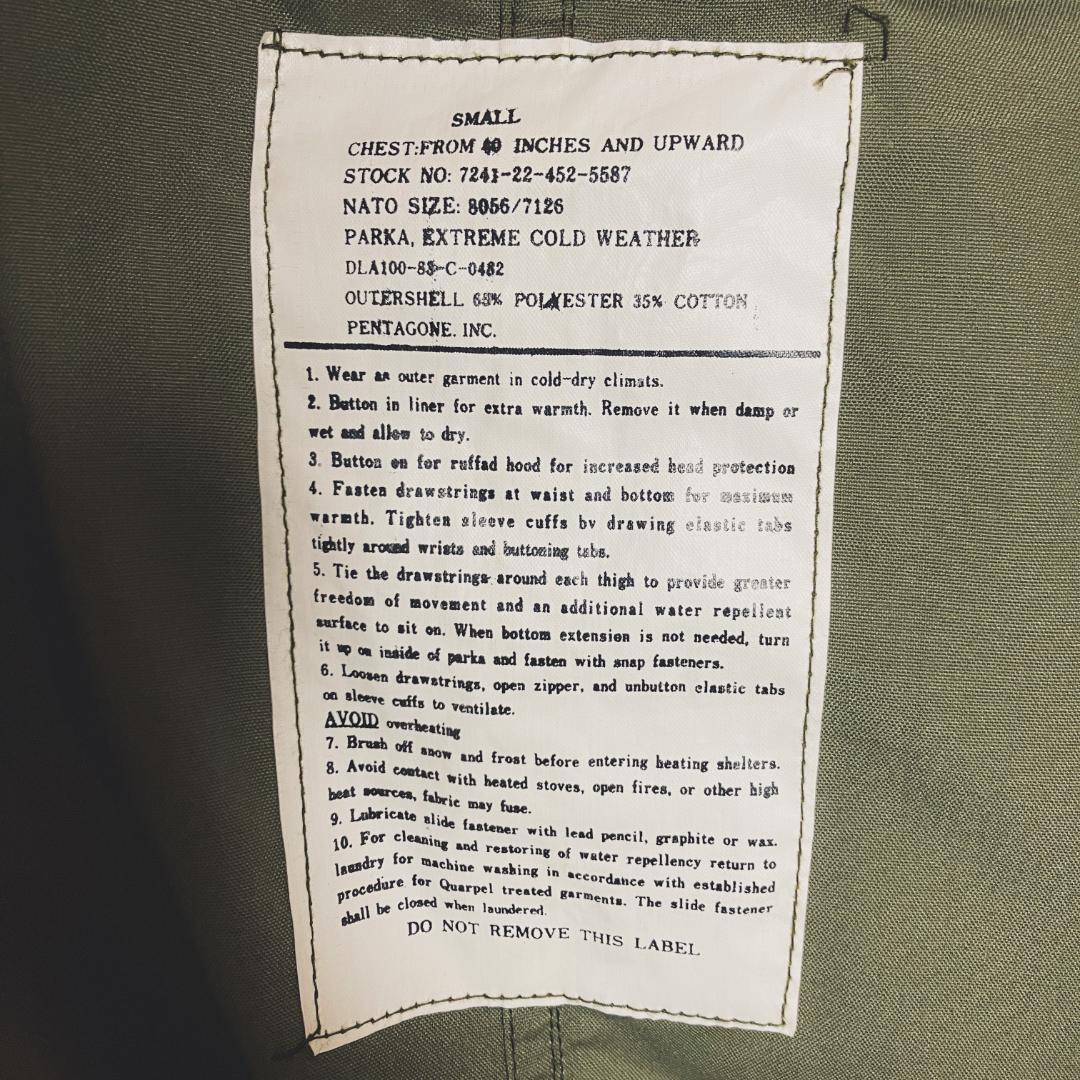 SMALL
CHEST:FROM 40 INCHES AND UPWARD
STOCK NO: 7241-22-452-5587
NATO SIZE: 8056/7126
PARKA, EXTREME COLD WEATHER
DLA100-85-C-0482
OUTERSHELL 65% POLYESTER 35% COTTON
PENTAGONE. INC.
1. Wear as outer garment in cold-dry climats.
2. Button in liner for extra warmth. Remove it when damp or
wet and allow to dry.
3. Button on for ruffad hood for increased head protection
4. Fasten drawstrings at waist and bottom for maximum
warmth. Tighten sleeve cuffs bv drawing elastic tabs
tightly around wrists and buttoning tabs.
5. Tie the drawstrings around each thigh to provide greater
freedom of movement and an additional water repellent
surface to sit on. When bottom extension is not needed, turn
it up on inside of parka and fasten with snap fasteners.
6. Loosen drawstrings, open zipper, and unbutton elastic tabs
on sleeve cuffs to ventilate.
AVOID overheating
7. Brush off snow and frost before entering heating shelters.
8. Avoid contact with heated stoves, open fires, or other high
heat sources, fabric may fuse.
9. Lubricate slide fastener with lead pencil, graphite or wax.
10. For cleaning and restoring of water repellency return to
laundry for machine washing in accordance with established
procedure for Quarpel treated garments. The slide fastener
shall be closed when laundered.
DO NOT REMOVE THIS LABEL